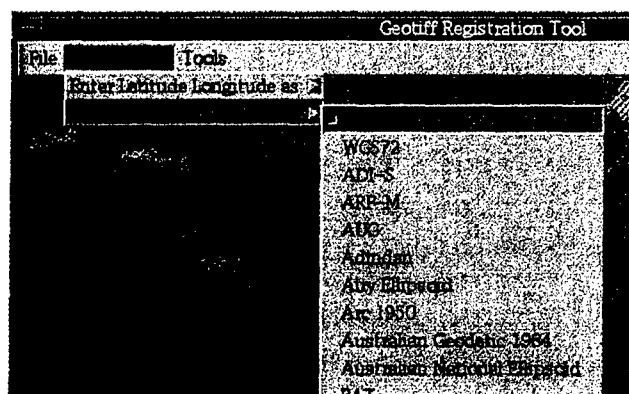 Geotiff Registration Tool
File Tools
Enter Latitude Longitude as
WGS72
ADI-S
ARF-M
AUG
Adindan
Airy Ellipsoid
Arc 1950
Australian Geodetic 1984
Australian National Ellipsoid